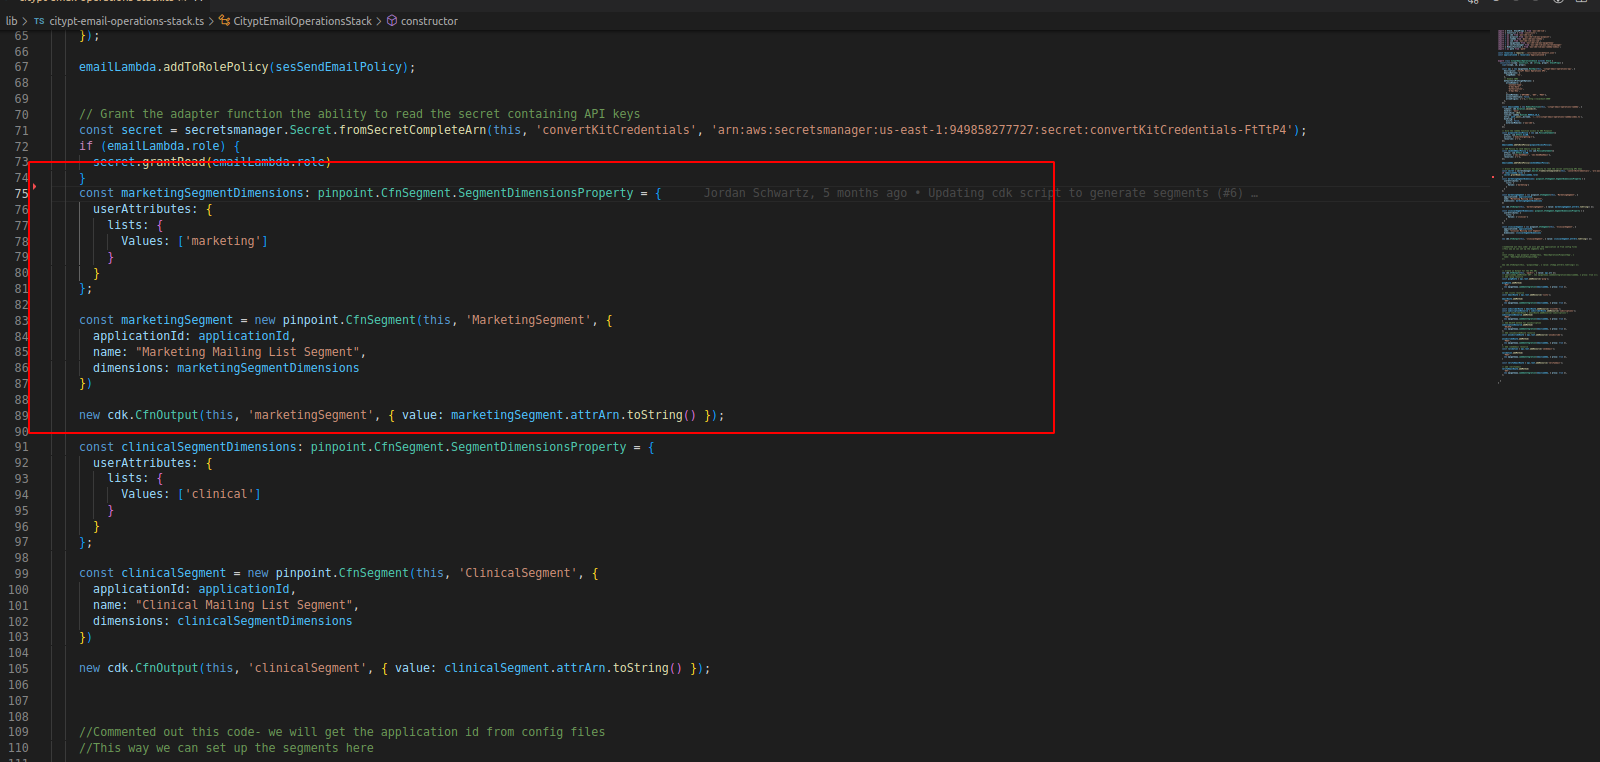 lib > TS citypt-email-operations-stack.ts > CityptEmailOperationsStack > constructor
65 });
66
67 emailLambda.addToRolePolicy(sesSendEmailPolicy);
68
69
70 // Grant the adapter function the ability to read the secret containing API keys
71 const secret = secretsmanager.Secret.fromSecretCompleteArn(this, 'convertKitCredentials', 'arn:aws:secretsmanager:us-east-1:949858277727:secret:convertKitCredentials-FtTtP4');
72 if (emailLambda.role) {
73 secret.grantRead(emailLambda.role)
74 }
75 const marketingSegmentDimensions: pinpoint.CfnSegment.SegmentDimensionsProperty = { Jordan Schwartz, 5 months ago • Updating cdk script to generate segments (#6) …
76 userAttributes: {
77 lists: {
78 Values: ['marketing']
79 }
80 }
81 };
82
83 const marketingSegment = new pinpoint.CfnSegment(this, 'MarketingSegment', {
84 applicationId: applicationId,
85 name: "Marketing Mailing List Segment",
86 dimensions: marketingSegmentDimensions
87 })
88
89 new cdk.CfnOutput(this, 'marketingSegment', { value: marketingSegment.attrArn.toString() });
90
91 const clinicalSegmentDimensions: pinpoint.CfnSegment.SegmentDimensionsProperty = {
92 userAttributes: {
93 lists: {
94 Values: ['clinical']
95 }
96 }
97 };
98
99 const clinicalSegment = new pinpoint.CfnSegment(this, 'ClinicalSegment', {
100 applicationId: applicationId,
101 name: "Clinical Mailing List Segment",
102 dimensions: clinicalSegmentDimensions
103 })
104
105 new cdk.CfnOutput(this, 'clinicalSegment', { value: clinicalSegment.attrArn.toString() });
106
107
108
109 //Commented out this code- we will get the application id from config files
110 //This way we can set up the segments here